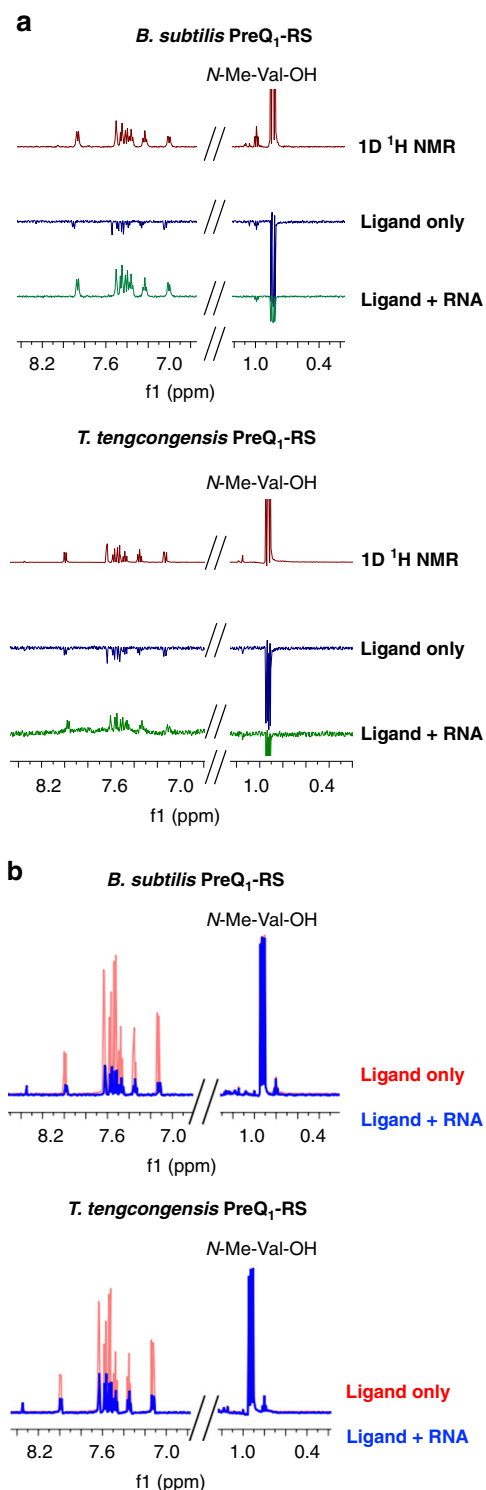 a
B. subtilis PreQ₁-RS
N-Me-Val-OH
1D ¹H NMR
Ligand only
Ligand + RNA
8.2 7.6 7.0 1.0 0.4
f1 (ppm)
T. tengcongensis PreQ₁-RS
N-Me-Val-OH
1D ¹H NMR
Ligand only
Ligand + RNA
8.2 7.6 7.0 1.0 0.4
f1 (ppm)
b
B. subtilis PreQ₁-RS
N-Me-Val-OH
Ligand only
Ligand + RNA
8.2 7.6 7.0 1.0 0.4
f1 (ppm)
T. tengcongensis PreQ₁-RS
N-Me-Val-OH
Ligand only
Ligand + RNA
8.2 7.6 7.0 1.0 0.4
f1 (ppm)